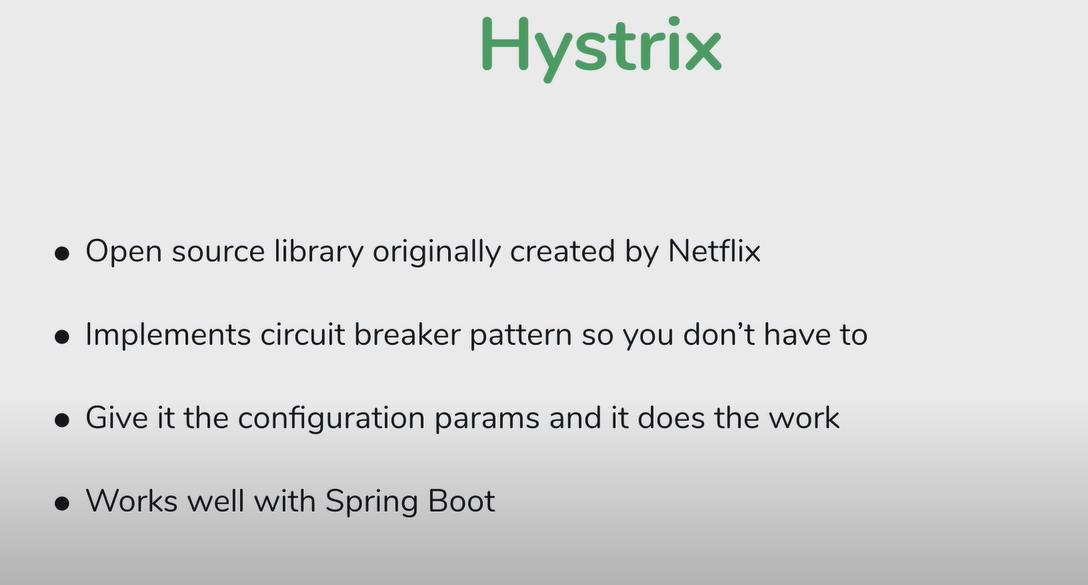 Hystrix
● Open source library originally created by Netflix
● Implements circuit breaker pattern so you don’t have to
● Give it the configuration params and it does the work
● Works well with Spring Boot